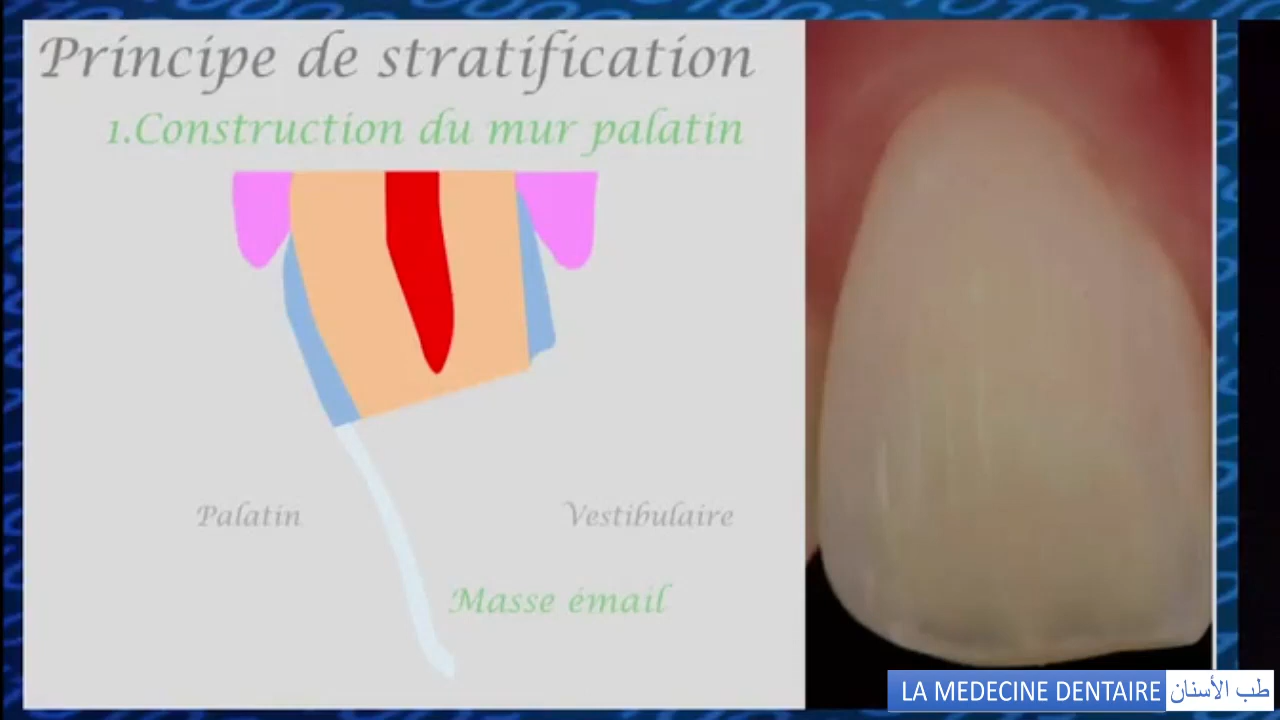 Principe de stratification
1.Construction du mur palatin
Palatin
Vestibulaire
Masse émail
LA MEDECINE DENTAIRE طب الأسنان